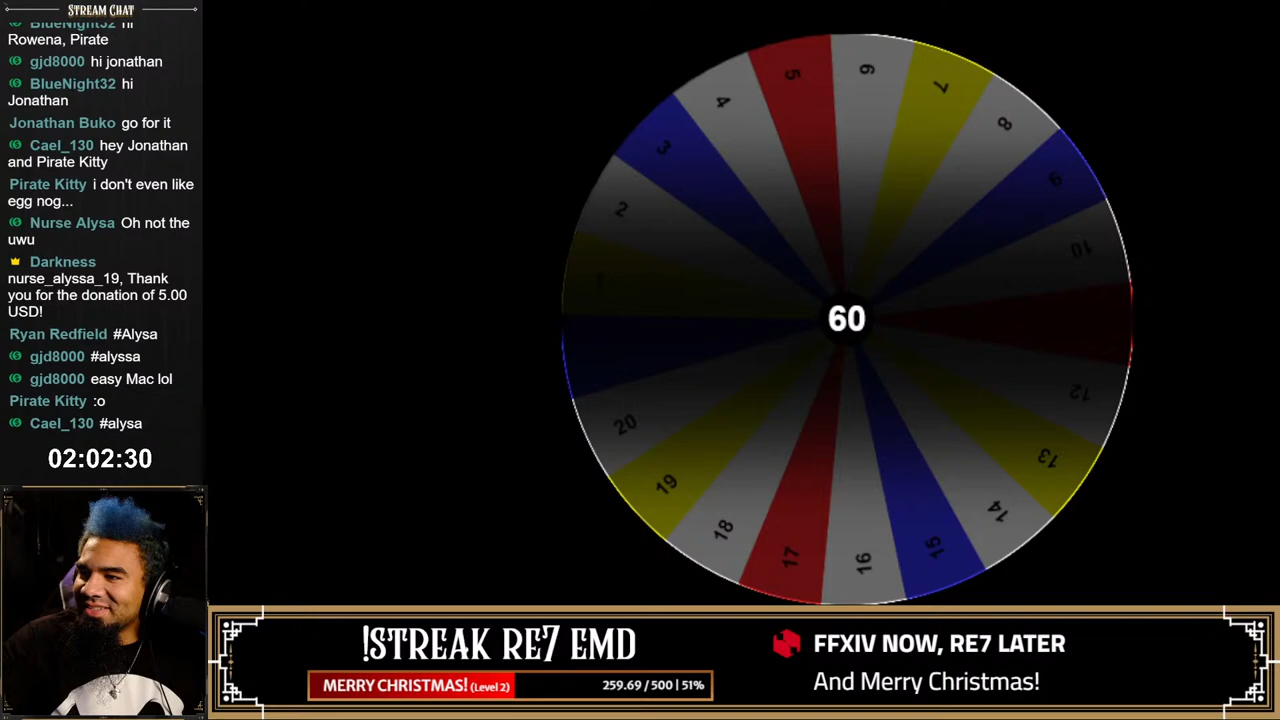 STREAM CHAT
BlueNight32 hi
Rowena, Pirate
gjd8000 hi jonathan
BlueNight32 hi
Jonathan
Jonathan Buko go for it
Cael_130 hey Jonathan
and Pirate Kitty
Pirate Kitty i don't even like
egg nog...
Nurse Alysa Oh not the
uwu
Darkness
nurse_alyssa_19, Thank
you for the donation of 5.00
USD!
Ryan Redfield #Alysa
gjd8000 #alyssa
gjd8000 easy Mac lol
Pirate Kitty :o
Cael_130 #alysa
02:02:30
1
2
3
4
5
6
7
8
9
10
12
13
14
15
16
17
18
19
20
60
!STREAK RE7 EMD
MERRY CHRISTMAS! (Level 2) 259.69 / 500 | 51%
FFXIV NOW, RE7 LATER
And Merry Christmas!